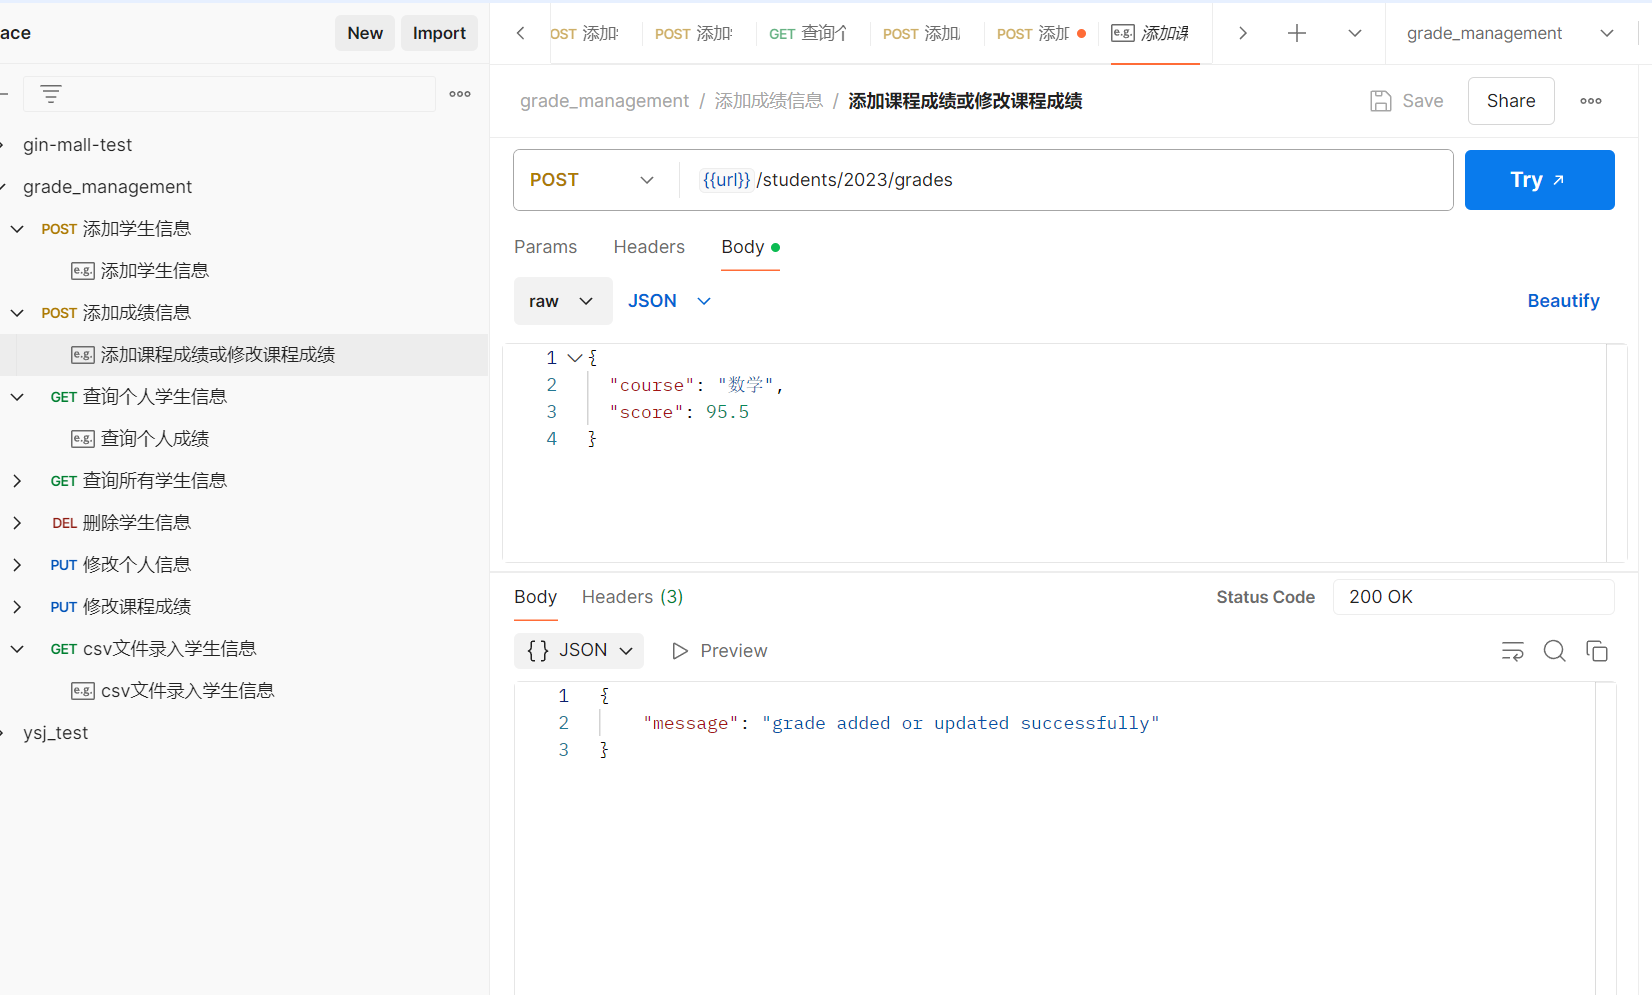 ace
New
Import
OST 添加
POST 添加
GET 查询个
POST 添加
POST 添加
e.g. 添加课
grade_management
gin-mall-test
grade_management
POST 添加学生信息
e.g. 添加学生信息
POST 添加成绩信息
e.g. 添加课程成绩或修改课程成绩
GET 查询个人学生信息
e.g. 查询个人成绩
GET 查询所有学生信息
DEL 删除学生信息
PUT 修改个人信息
PUT 修改课程成绩
GET csv文件录入学生信息
e.g. csv文件录入学生信息
ysj_test
grade_management / 添加成绩信息 / 添加课程成绩或修改课程成绩
Save
Share
POST
{{url}}/students/2023/grades
Try
Params
Headers
Body
raw
JSON
Beautify
1 {
2 "course": "数学",
3 "score": 95.5
4 }
Body
Headers (3)
Status Code
200 OK
{} JSON
Preview
1 {
2 "message": "grade added or updated successfully"
3 }